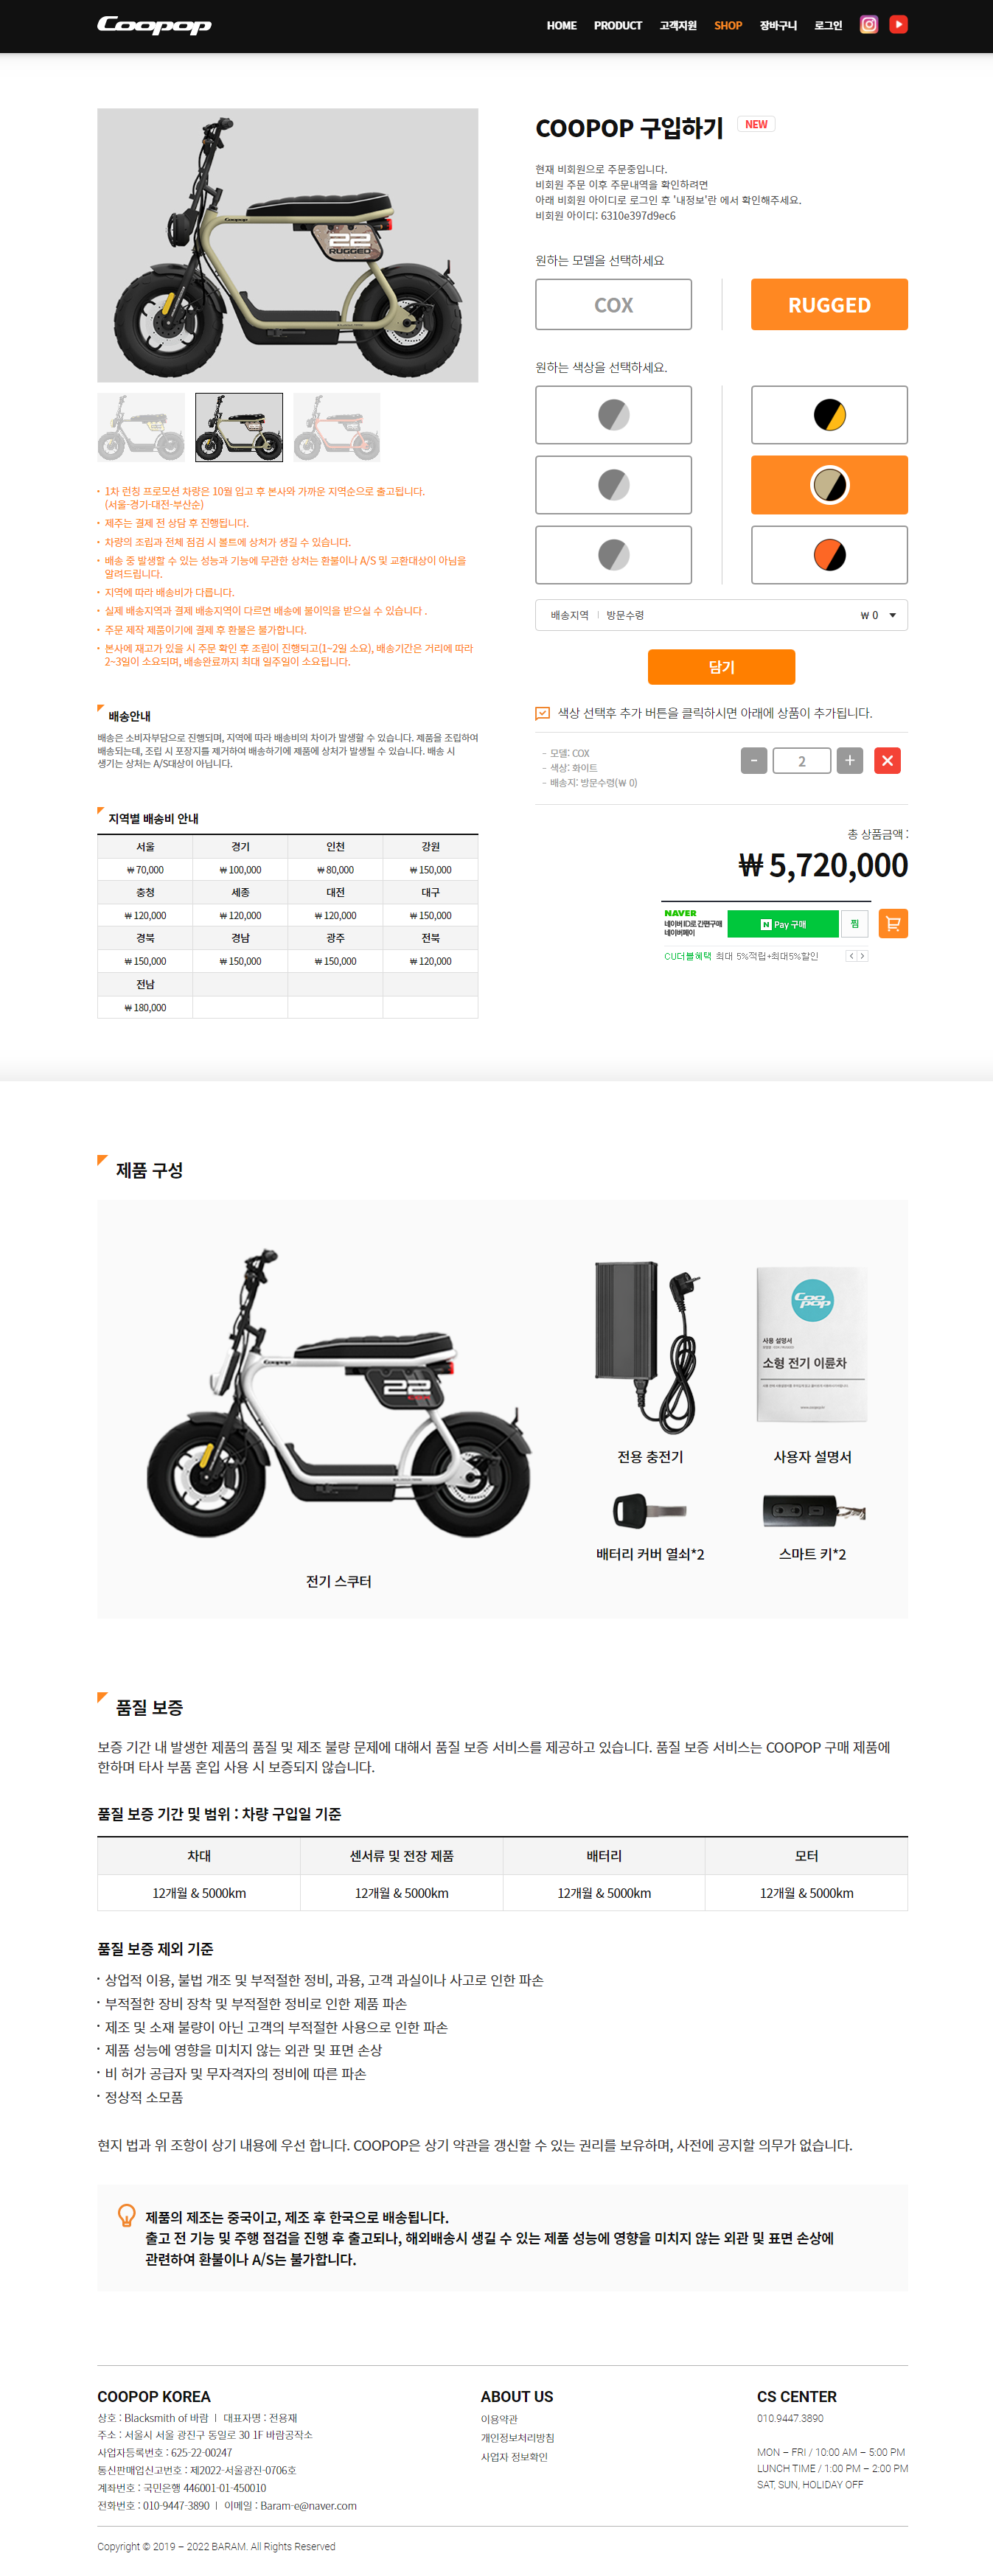 Coopop
HOME PRODUCT 고객지원 SHOP 장바구니 로그인
COOPOP 구입하기 NEW
현재 비회원으로 주문중입니다.
비회원 주문 이후 주문내역을 확인하려면
아래 비회원 아이디로 로그인 후 '내정보'란 에서 확인해주세요.
비회원 아이디: 6310e397d9ec6
원하는 모델을 선택하세요
COX RUGGED
원하는 색상을 선택하세요.
배송지역 | 방문수령 ₩ 0
담기
색상 선택후 추가 버튼을 클릭하시면 아래에 상품이 추가됩니다.
- 모델: COX
- 색상: 화이트
- 배송지: 방문수령(₩ 0)
- 2 +
총 상품금액 :
₩ 5,720,000
NAVER
네이버 ID로 간편구매
네이버페이
N Pay 구매 찜
CU더블혜택 최대 5%적립+최대5%할인
22
RUGGED
· 1차 런칭 프로모션 차량은 10월 입고 후 본사와 가까운 지역순으로 출고됩니다.
(서울-경기-대전-부산순)
· 제주는 결제 전 상담 후 진행됩니다.
· 차량의 조립과 전체 점검 시 볼트에 상처가 생길 수 있습니다.
· 배송 중 발생할 수 있는 성능과 기능에 무관한 상처는 환불이나 A/S 및 교환대상이 아님을
알려드립니다.
· 지역에 따라 배송비가 다릅니다.
· 실제 배송지역과 결제 배송지역이 다르면 배송에 불이익을 받으실 수 있습니다 .
· 주문 제작 제품이기에 결제 후 환불은 불가합니다.
· 본사에 재고가 있을 시 주문 확인 후 조립이 진행되고(1~2일 소요), 배송기간은 거리에 따라
2~3일이 소요되며, 배송완료까지 최대 일주일이 소요됩니다.
배송안내
배송은 소비자부담으로 진행되며, 지역에 따라 배송비의 차이가 발생할 수 있습니다. 제품을 조립하여
배송되는데, 조립 시 포장지를 제거하여 배송하기에 제품에 상처가 발생될 수 있습니다. 배송 시
생기는 상처는 A/S대상이 아닙니다.
지역별 배송비 안내
서울 경기 인천 강원
₩ 70,000 ₩ 100,000 ₩ 80,000 ₩ 150,000
충청 세종 대전 대구
₩ 120,000 ₩ 120,000 ₩ 120,000 ₩ 150,000
경북 경남 광주 전북
₩ 150,000 ₩ 150,000 ₩ 150,000 ₩ 120,000
전남
₩ 180,000
제품 구성
Coopop
22
Coo
pop
사용 설명서
소형 전기 이륜차
전용 충전기 사용자 설명서
배터리 커버 열쇠*2 스마트 키*2
전기 스쿠터
품질 보증
보증 기간 내 발생한 제품의 품질 및 제조 불량 문제에 대해서 품질 보증 서비스를 제공하고 있습니다. 품질 보증 서비스는 COOPOP 구매 제품에
한하며 타사 부품 혼입 사용 시 보증되지 않습니다.
품질 보증 기간 및 범위 : 차량 구입일 기준
차대 센서류 및 전장 제품 배터리 모터
12개월 & 5000km 12개월 & 5000km 12개월 & 5000km 12개월 & 5000km
품질 보증 제외 기준
· 상업적 이용, 불법 개조 및 부적절한 정비, 과용, 고객 과실이나 사고로 인한 파손
· 부적절한 장비 장착 및 부적절한 정비로 인한 제품 파손
· 제조 및 소재 불량이 아닌 고객의 부적절한 사용으로 인한 파손
· 제품 성능에 영향을 미치지 않는 외관 및 표면 손상
· 비 허가 공급자 및 무자격자의 정비에 따른 파손
· 정상적 소모품
현지 법과 위 조항이 상기 내용에 우선 합니다. COOPOP은 상기 약관을 갱신할 수 있는 권리를 보유하며, 사전에 공지할 의무가 없습니다.
제품의 제조는 중국이고, 제조 후 한국으로 배송됩니다.
출고 전 기능 및 주행 점검을 진행 후 출고되나, 해외배송시 생길 수 있는 제품 성능에 영향을 미치지 않는 외관 및 표면 손상에
관련하여 환불이나 A/S는 불가합니다.
COOPOP KOREA
상호 : Blacksmith of 바람 | 대표자명 : 전용재
주소 : 서울시 서울 광진구 동일로 30 1F 바람공작소
사업자등록번호 : 625-22-00247
통신판매업신고번호 : 제2022-서울광진-0706호
계좌번호 : 국민은행 446001-01-450010
전화번호 : 010-9447-3890 | 이메일 : Baram-e@naver.com
ABOUT US
이용약관
개인정보처리방침
사업자 정보확인
CS CENTER
010.9447.3890
MON – FRI / 10:00 AM – 5:00 PM
LUNCH TIME / 1:00 PM – 2:00 PM
SAT, SUN, HOLIDAY OFF
Copyright © 2019 – 2022 BARAM. All Rights Reserved